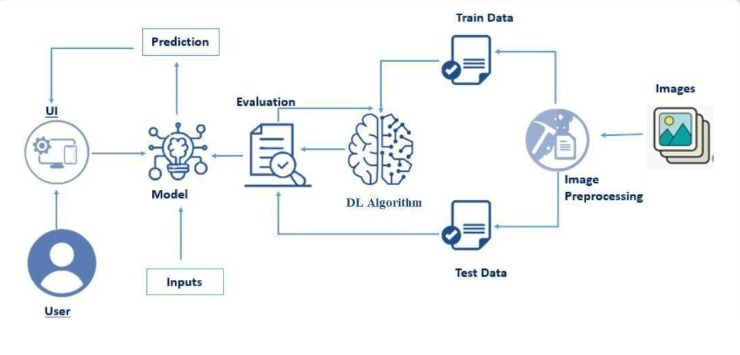 Train Data
Prediction
Images
Evaluation
UI
Model
Image
Preprocessing
DL Algorithm
Test Data
Inputs
User